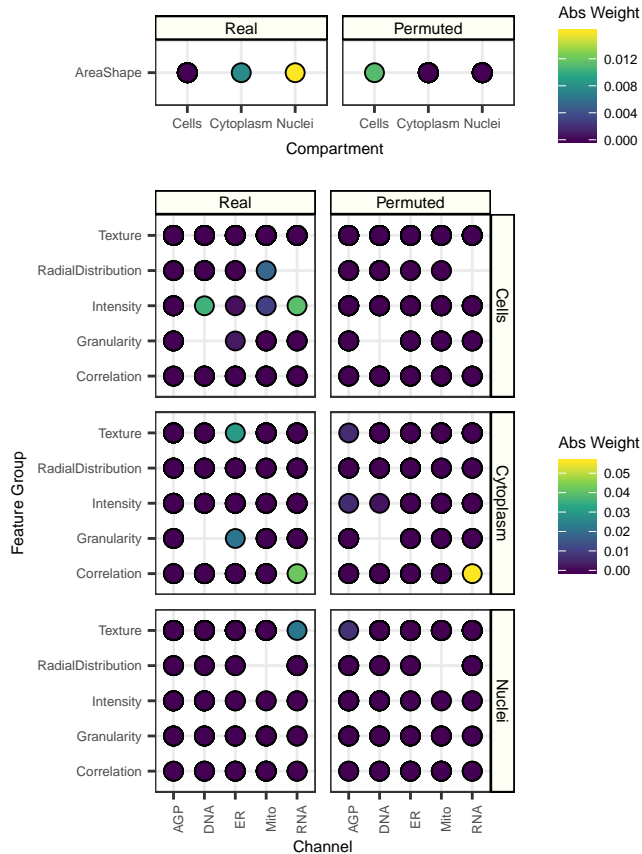 Abs Weight
Real
Permuted
0.012
AreaShape
0.008
0.004
0.000
Cells Cytoplasm Nuclei
Cells Cytoplasm Nuclei
Compartment
Real
Permuted
Texture
RadialDistribution
Intensity
Granularity
Correlation
Cells
Texture
RadialDistribution
Intensity
Granularity
Correlation
Cytoplasm
Feature Group
Abs Weight
0.05
0.04
0.03
0.02
0.01
0.00
Texture
RadialDistribution
Intensity
Granularity
Correlation
Nuclei
AGP
DNA
ER
Mito
RNA
AGP
DNA
ER
Mito
RNA
Channel